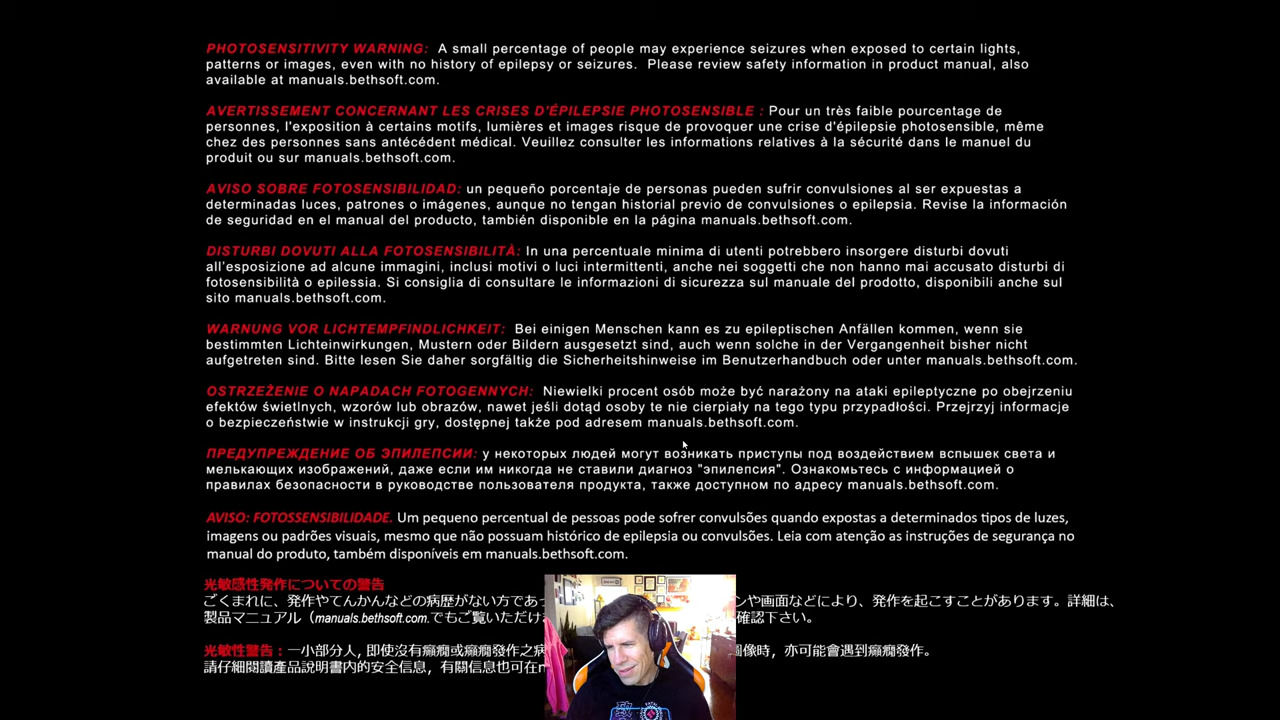 PHOTOSENSITIVITY WARNING: A small percentage of people may experience seizures when exposed to certain lights,
patterns or images, even with no history of epilepsy or seizures. Please review safety information in product manual, also
available at manuals.bethsoft.com.
AVERTISSEMENT CONCERNANT LES CRISES D'ÉPILEPSIE PHOTOSENSIBLE : Pour un très faible pourcentage de
personnes, l'exposition à certains motifs, lumières et images risque de provoquer une crise d'épilepsie photosensible, même
chez des personnes sans antécédent médical. Veuillez consulter les informations relatives à la sécurité dans le manuel du
produit ou sur manuals.bethsoft.com.
AVISO SOBRE FOTOSENSIBILIDAD: un pequeño porcentaje de personas pueden sufrir convulsiones al ser expuestas a
determinadas luces, patrones o imágenes, aunque no tengan historial previo de convulsiones o epilepsia. Revise la información
de seguridad en el manual del producto, también disponible en la página manuals.bethsoft.com.
DISTURBI DOVUTI ALLA FOTOSENSIBILITÀ: In una percentuale minima di utenti potrebbero insorgere disturbi dovuti
all'esposizione ad alcune immagini, inclusi motivi o luci intermittenti, anche nei soggetti che non hanno mai accusato disturbi di
fotosensibilità o epilessia. Si consiglia di consultare le informazioni di sicurezza sul manuale del prodotto, disponibili anche sul
sito manuals.bethsoft.com.
WARNUNG VOR LICHTEMPFINDLICHKEIT: Bei einigen Menschen kann es zu epileptischen Anfällen kommen, wenn sie
bestimmten Lichteinwirkungen, Mustern oder Bildern ausgesetzt sind, auch wenn solche in der Vergangenheit bisher nicht
aufgetreten sind. Bitte lesen Sie daher sorgfältig die Sicherheitshinweise im Benutzerhandbuch oder unter manuals.bethsoft.com.
OSTRZEŻENIE O NAPADACH FOTOGENNYCH: Niewielki procent osób może być narażony na ataki epileptyczne po obejrzeniu
efektów świetlnych, wzorów lub obrazów, nawet jeśli dotąd osoby te nie cierpiały na tego typu przypadłości. Przejrzyj informacje
o bezpieczeństwie w instrukcji gry, dostępnej także pod adresem manuals.bethsoft.com.
ПРЕДУПРЕЖДЕНИЕ ОБ ЭПИЛЕПСИИ: у некоторых людей могут возникать приступы под воздействием вспышек света и
мелькающих изображений, даже если им никогда не ставили диагноз "эпилепсия". Ознакомьтесь с информацией о
правилах безопасности в руководстве пользователя продукта, также доступном по адресу manuals.bethsoft.com.
AVISO: FOTOSSENSIBILIDADE. Um pequeno percentual de pessoas pode sofrer convulsões quando expostas a determinados tipos de luzes,
imagens ou padrões visuais, mesmo que não possuam histórico de epilepsia ou convulsões. Leia com atenção as instruções de segurança no
manual do produto, também disponíveis em manuals.bethsoft.com.
光敏感性発作についての警告
ごくまれに、発作やてんかんなどの病歴がない方であっ ンや画面などにより、発作を起こすことがあります。詳細は、
製品マニュアル（manuals.bethsoft.com.でもご覧いただけ 確認下さい。
光敏性警告：一小部分人, 即使沒有癲癇或癲癇發作之病 圖像時，亦可能會遇到癲癇發作。
請仔細閱讀產品說明書内的安全信息，有關信息也可在